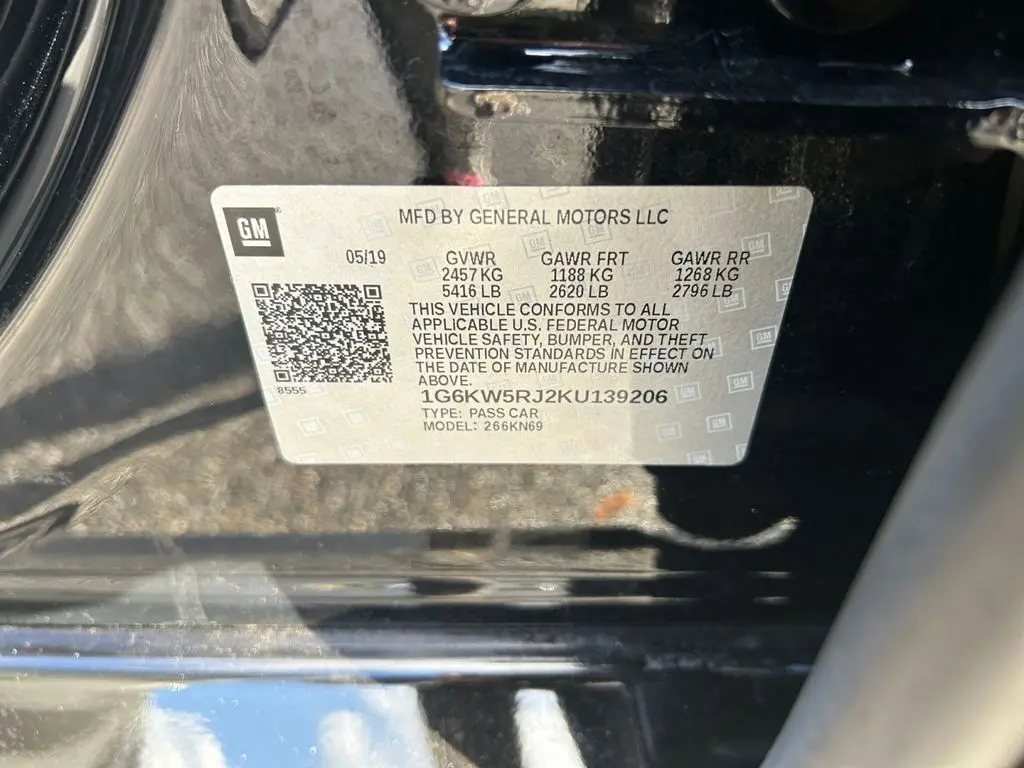 GM
MFD BY GENERAL MOTORS LLC
05/19 GVWR GAWR FRT GAWR RR
2457 KG 1188 KG 1268 KG
5416 LB 2620 LB 2796 LB
THIS VEHICLE CONFORMS TO ALL
APPLICABLE U.S. FEDERAL MOTOR
VEHICLE SAFETY, BUMPER, AND THEFT
PREVENTION STANDARDS IN EFFECT ON
THE DATE OF MANUFACTURE SHOWN
ABOVE.
8555
1G6KW5RJ2KU139206
TYPE: PASS CAR
MODEL: 266KN69